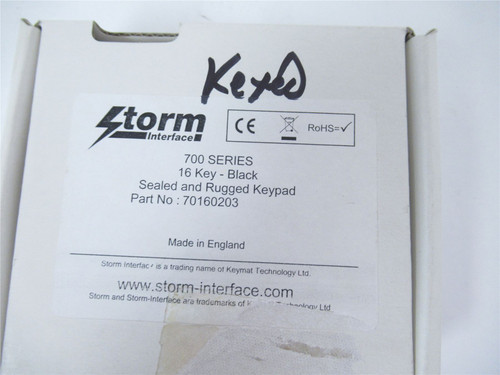 Keyed
Storm
Interface
CE
RoHS=✓
700 SERIES
16 Key - Black
Sealed and Rugged Keypad
Part No : 70160203
Made in England
Storm Interface is a trading name of Keymat Technology Ltd.
www.storm-interface.com
Storm and Storm-Interface are trademarks of Technology Ltd